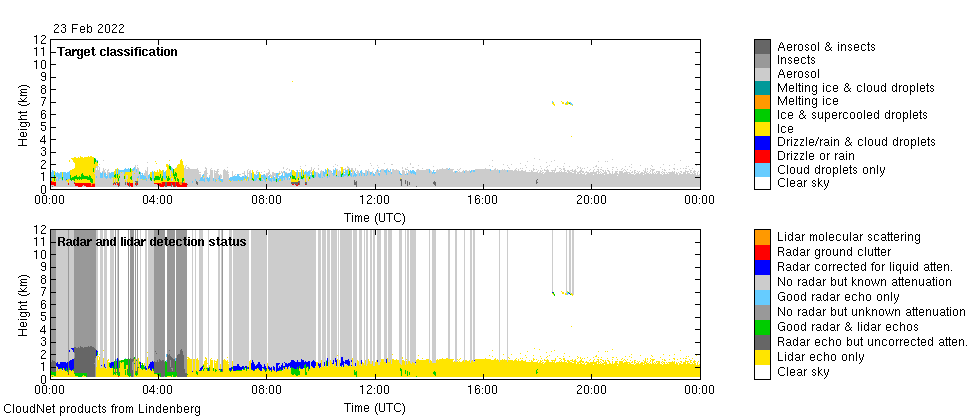 23 Feb 2022
12
11
10
9
8
7
6
5
4
3
2
1
0
Height (km)
Target classification
00:00 04:00 08:00 12:00 16:00 20:00 00:00
Time (UTC)
Aerosol & insects
Insects
Aerosol
Melting ice & cloud droplets
Melting ice
Ice & supercooled droplets
Ice
Drizzle/rain & cloud droplets
Drizzle or rain
Cloud droplets only
Clear sky
12
11
10
9
8
7
6
5
4
3
2
1
0
Height (km)
Radar and lidar detection status
00:00 04:00 08:00 12:00 16:00 20:00 00:00
Time (UTC)
Lidar molecular scattering
Radar ground clutter
Radar corrected for liquid atten.
No radar but known attenuation
Good radar echo only
No radar but unknown attenuation
Good radar & lidar echos
Radar echo but uncorrected atten.
Lidar echo only
Clear sky
CloudNet products from Lindenberg